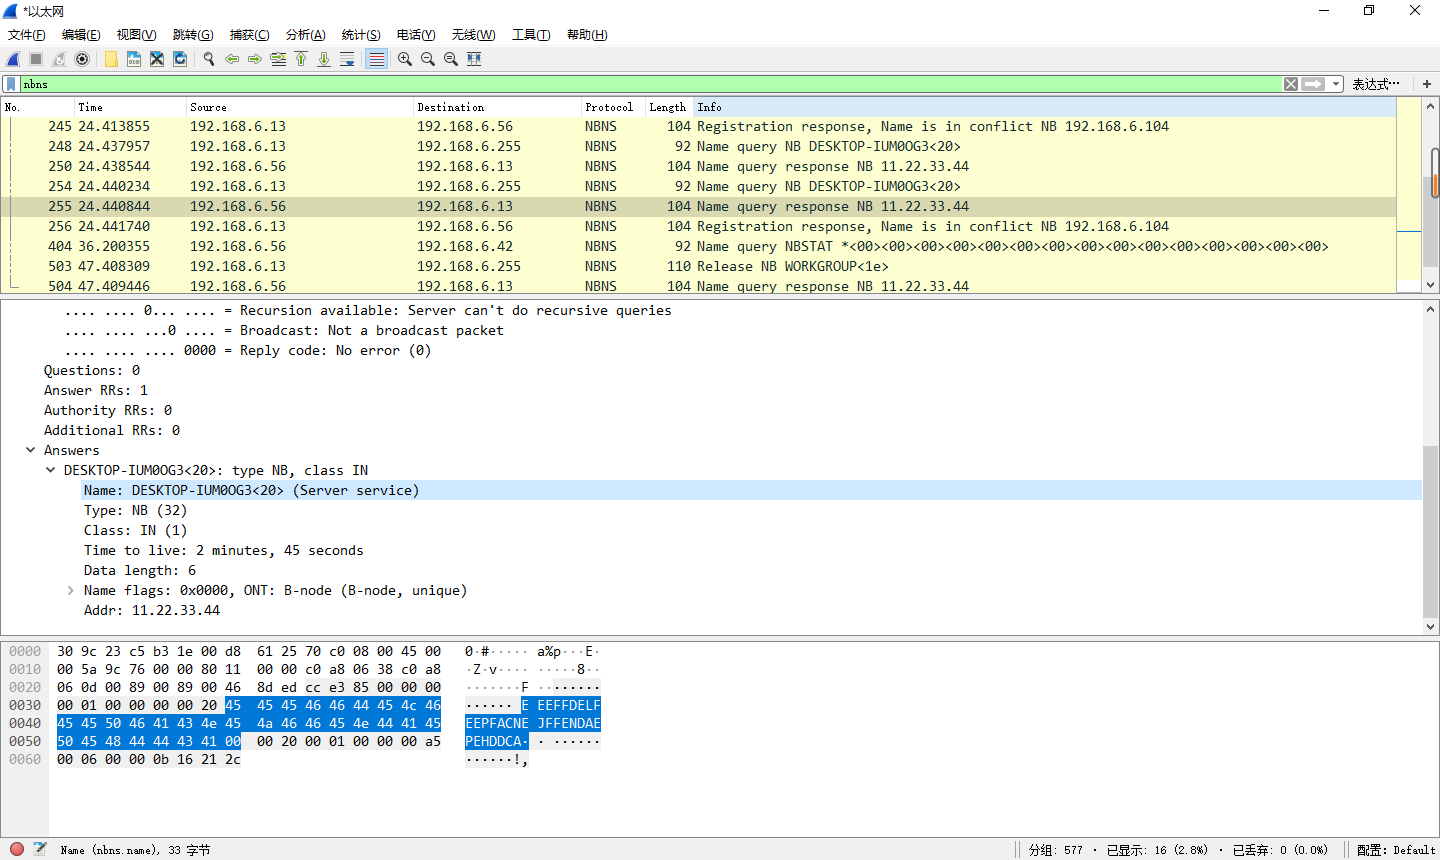 *以太网
文件(F) 编辑(E) 视图(V) 跳转(G) 捕获(C) 分析(A) 统计(S) 电话(Y) 无线(W) 工具(T) 帮助(H)
nbns 表达式… +
No. Time Source Destination Protocol Length Info
245 24.413855 192.168.6.13 192.168.6.56 NBNS 104 Registration response, Name is in conflict NB 192.168.6.104
248 24.437957 192.168.6.13 192.168.6.255 NBNS 92 Name query NB DESKTOP-IUM0OG3<20>
250 24.438544 192.168.6.56 192.168.6.13 NBNS 104 Name query response NB 11.22.33.44
254 24.440234 192.168.6.13 192.168.6.255 NBNS 92 Name query NB DESKTOP-IUM0OG3<20>
255 24.440844 192.168.6.56 192.168.6.13 NBNS 104 Name query response NB 11.22.33.44
256 24.441740 192.168.6.13 192.168.6.56 NBNS 104 Registration response, Name is in conflict NB 192.168.6.104
404 36.200355 192.168.6.56 192.168.6.42 NBNS 92 Name query NBSTAT *<00><00><00><00><00><00><00><00><00><00><00><00><00><00><00>
503 47.408309 192.168.6.13 192.168.6.255 NBNS 110 Release NB WORKGROUP<1e>
504 47.409446 192.168.6.56 192.168.6.13 NBNS 104 Name query response NB 11.22.33.44
.... .... 0... .... = Recursion available: Server can't do recursive queries
.... .... ...0 .... = Broadcast: Not a broadcast packet
.... .... .... 0000 = Reply code: No error (0)
Questions: 0
Answer RRs: 1
Authority RRs: 0
Additional RRs: 0
Answers
DESKTOP-IUM0OG3<20>: type NB, class IN
Name: DESKTOP-IUM0OG3<20> (Server service)
Type: NB (32)
Class: IN (1)
Time to live: 2 minutes, 45 seconds
Data length: 6
Name flags: 0x0000, ONT: B-node (B-node, unique)
Addr: 11.22.33.44
0000 30 9c 23 c5 b3 1e 00 d8 61 25 70 c0 08 00 45 00 0·#····· a%p···E·
0010 00 5a 9c 76 00 00 80 11 00 00 c0 a8 06 38 c0 a8 ·Z·v···· ·····8··
0020 06 0d 00 89 00 89 00 46 8d ed cc e3 85 00 00 00 ·······F ········
0030 00 01 00 00 00 00 20 45 45 45 46 46 44 45 4c 46 ······ E EEFFDELF
0040 45 45 50 46 41 43 4e 45 4a 46 46 45 4e 44 41 45 EEPFACNE JFFENDAE
0050 50 45 48 44 44 43 41 00 00 20 00 01 00 00 00 a5 PEHDDCA· · ······
0060 00 06 00 00 0b 16 21 2c ······!,
Name (nbns.name), 33 字节 分组: 577 · 已显示: 16 (2.8%) · 已丢弃: 0 (0.0%) 配置: Default